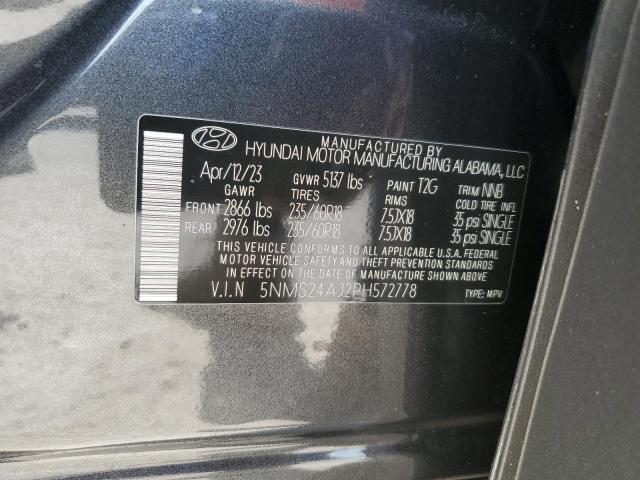 MANUFACTURED BY
HYUNDAI MOTOR MANUFACTURING ALABAMA, LLC
Apr/12/23 GVWR 5137 lbs PAINT T2G TRIM NNB
GAWR TIRES RIMS COLD TIRE INFL
FRONT 2866 lbs 235/60R18 7.5JX18 35 psi SINGLE
REAR 2976 lbs 235/60R18 7.5JX18 35 psi SINGLE
THIS VEHICLE CONFORMS TO ALL APPLICABLE U.S.A. FEDERAL
MOTOR VEHICLE SAFETY AND THEFT PREVENTION STANDARDS
IN EFFECT ON THE DATE OF MANUFACTURE SHOWN ABOVE.
V.I.N 5NMS24AJ2PH572778 TYPE: MPV